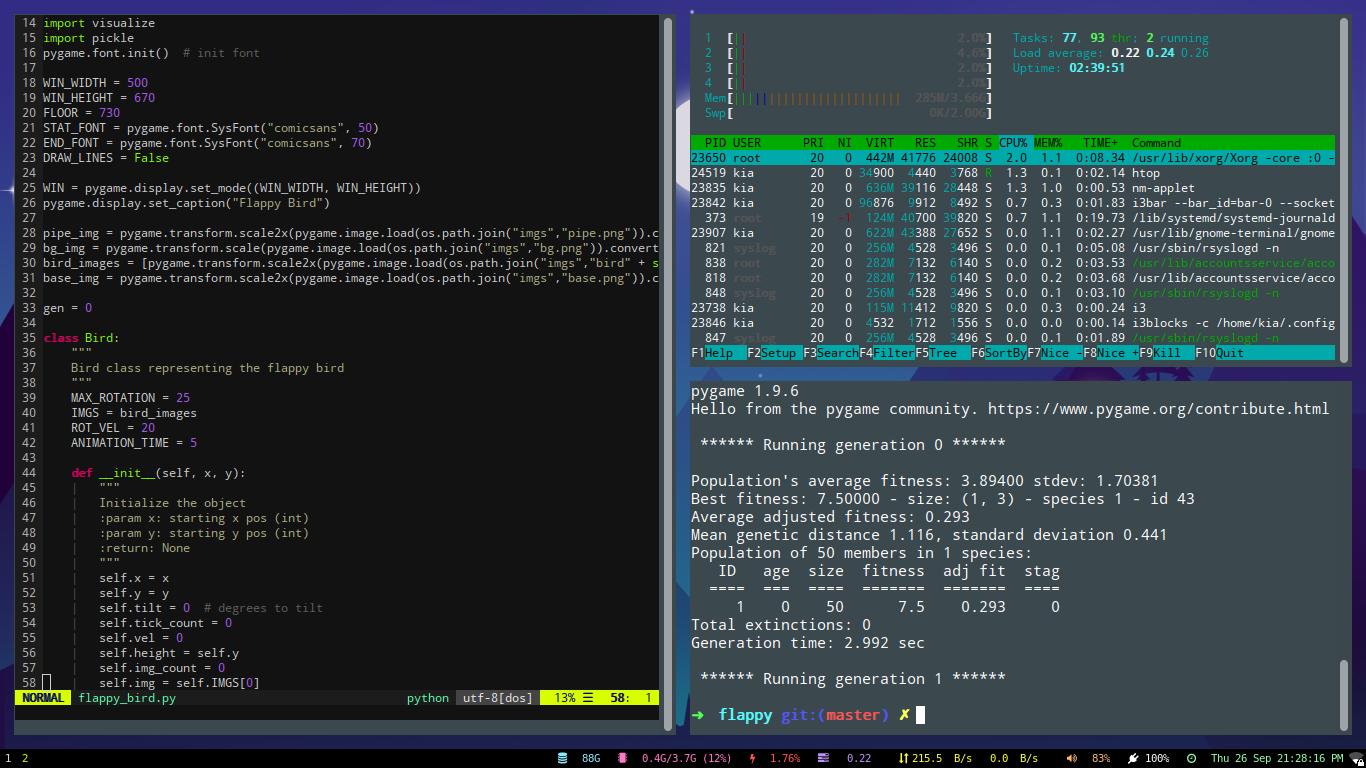 14 import visualize
15 import pickle
16 pygame.font.init()  # init font
17
18 WIN_WIDTH = 500
19 WIN_HEIGHT = 670
20 FLOOR = 730
21 STAT_FONT = pygame.font.SysFont("comicsans", 50)
22 END_FONT = pygame.font.SysFont("comicsans", 70)
23 DRAW_LINES = False
24
25 WIN = pygame.display.set_mode((WIN_WIDTH, WIN_HEIGHT))
26 pygame.display.set_caption("Flappy Bird")
27
28 pipe_img = pygame.transform.scale2x(pygame.image.load(os.path.join("imgs","pipe.png")).c
29 bg_img = pygame.transform.scale(pygame.image.load(os.path.join("imgs","bg.png")).convert
30 bird_images = [pygame.transform.scale2x(pygame.image.load(os.path.join("imgs","bird" + s
31 base_img = pygame.transform.scale2x(pygame.image.load(os.path.join("imgs","base.png")).c
32
33 gen = 0
34
35 class Bird:
36     """
37     Bird class representing the flappy bird
38     """
39     MAX_ROTATION = 25
40     IMGS = bird_images
41     ROT_VEL = 20
42     ANIMATION_TIME = 5
43
44     def __init__(self, x, y):
45     |   """
46     |   Initialize the object
47     |   :param x: starting x pos (int)
48     |   :param y: starting y pos (int)
49     |   :return: None
50     |   """
51     |   self.x = x
52     |   self.y = y
53     |   self.tilt = 0  # degrees to tilt
54     |   self.tick_count = 0
55     |   self.vel = 0
56     |   self.height = self.y
57     |   self.img_count = 0
58     |   self.img = self.IMGS[0]
NORMAL flappy_bird.py python utf-8[dos] 13% ☰ 58: 1
1 [|| 2.0%]
2 [|| 4.6%]
3 [|| 2.0%]
4 [|| 2.0%]
Mem[|||||||||||||||||||||||| 285M/3.66G]
Swp[ 0K/2.00G]
Tasks: 77, 93 thr; 2 running
Load average: 0.22 0.24 0.26
Uptime: 02:39:51
PID USER PRI NI VIRT RES SHR S CPU% MEM% TIME+ Command
23650 root 20 0 442M 41776 24008 S 2.0 1.1 0:08.34 /usr/lib/xorg/Xorg -core :0 -
24519 kia 20 0 34900 4440 3768 R 1.3 0.1 0:02.14 htop
23835 kia 20 0 636M 39116 28448 S 1.3 1.0 0:00.53 nm-applet
23842 kia 20 0 96876 9912 8492 S 0.7 0.3 0:01.83 i3bar --bar_id=bar-0 --socket
373 root 19 -1 124M 40700 39820 S 0.7 1.1 0:19.73 /lib/systemd/systemd-journald
23907 kia 20 0 622M 43388 27652 S 0.7 1.1 0:02.27 /usr/lib/gnome-terminal/gnome
821 syslog 20 0 256M 4528 3496 S 0.0 0.1 0:05.08 /usr/sbin/rsyslogd -n
838 root 20 0 282M 7132 6140 S 0.0 0.2 0:03.53 /usr/lib/accountsservice/acco
818 root 20 0 282M 7132 6140 S 0.0 0.2 0:03.68 /usr/lib/accountsservice/acco
848 syslog 20 0 256M 4528 3496 S 0.0 0.1 0:03.10 /usr/sbin/rsyslogd -n
23738 kia 20 0 115M 11412 9820 S 0.0 0.3 0:00.24 i3
23846 kia 20 0 4532 1712 1556 S 0.0 0.0 0:00.14 i3blocks -c /home/kia/.config
847 syslog 20 0 256M 4528 3496 S 0.0 0.1 0:01.89 /usr/sbin/rsyslogd -n
F1Help F2Setup F3SearchF4FilterF5Tree F6SortByF7Nice -F8Nice +F9Kill F10Quit
pygame 1.9.6
Hello from the pygame community. https://www.pygame.org/contribute.html
****** Running generation 0 ******
Population's average fitness: 3.89400 stdev: 1.70381
Best fitness: 7.50000 - size: (1, 3) - species 1 - id 43
Average adjusted fitness: 0.293
Mean genetic distance 1.116, standard deviation 0.441
Population of 50 members in 1 species:
ID age size fitness adj fit stag
==== === ==== ======= ======= ====
1 0 50 7.5 0.293 0
Total extinctions: 0
Generation time: 2.992 sec
****** Running generation 1 ******
➜ flappy git:(master) ✗
1 2 88G 0.4G/3.7G (12%) 1.76% 0.22 215.5 B/s 0.0 B/s 83% 100% Thu 26 Sep 21:28:16 PM